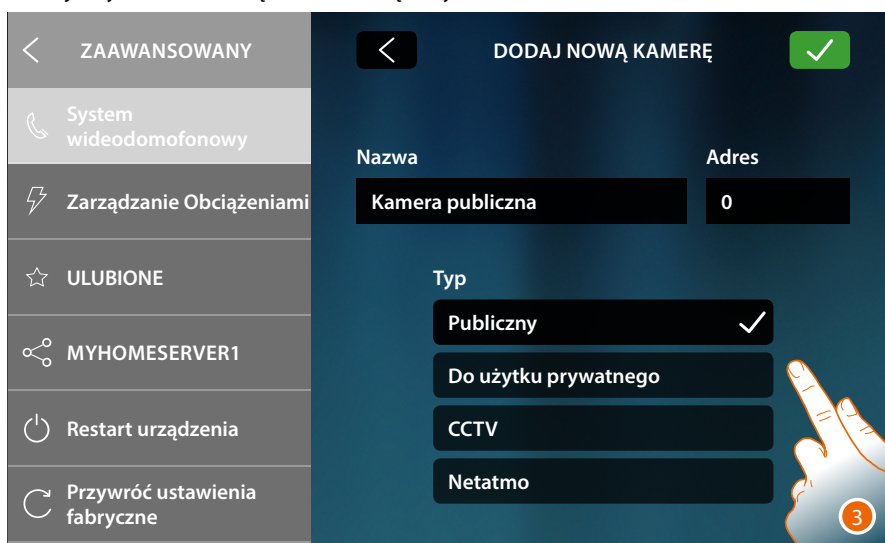 ZAAWANSOWANY
System
wideodomofonowy
Zarządzanie Obciążeniami
ULUBIONE
MYHOMESERVER1
Restart urządzenia
Przywróć ustawienia
fabryczne
DODAJ NOWĄ KAMERĘ
Nazwa
Adres
Kamera publiczna
0
Typ
Publiczny
Do użytku prywatnego
CCTV
Netatmo
3